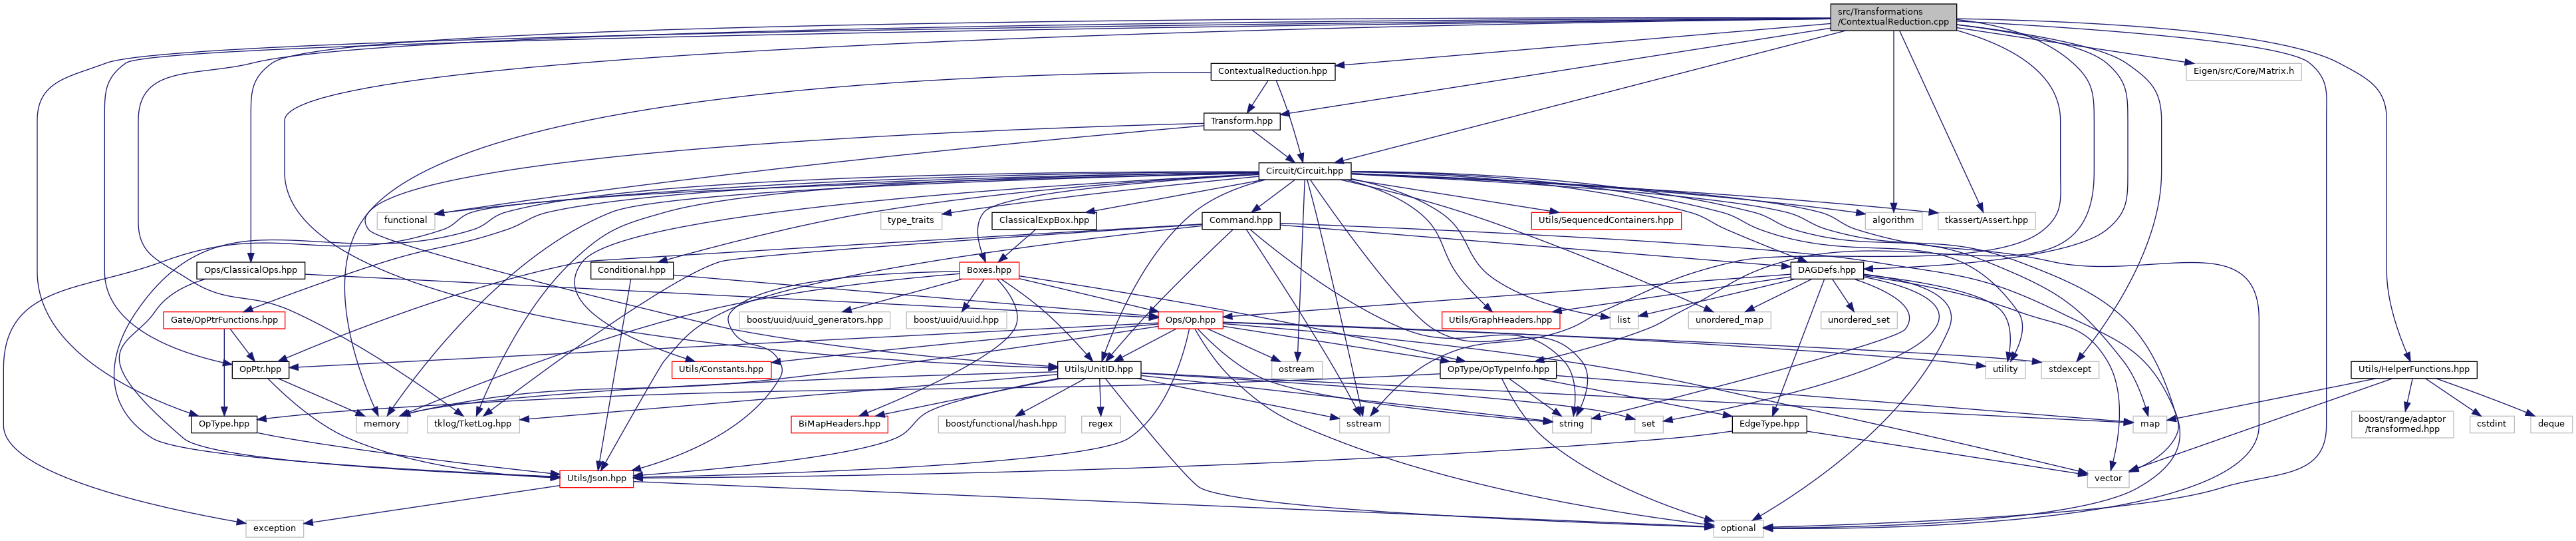 src/Transformations
/ContextualReduction.cpp
ContextualReduction.hpp
Eigen/src/Core/Matrix.h
Transform.hpp
Circuit/Circuit.hpp
functional
type_traits
ClassicalExpBox.hpp
Command.hpp
Utils/SequencedContainers.hpp
algorithm
tkassert/Assert.hpp
Ops/ClassicalOps.hpp
Conditional.hpp
Boxes.hpp
DAGDefs.hpp
Gate/OpPtrFunctions.hpp
boost/uuid/uuid_generators.hpp
boost/uuid/uuid.hpp
Ops/Op.hpp
Utils/GraphHeaders.hpp
list
unordered_map
unordered_set
OpPtr.hpp
Utils/Constants.hpp
Utils/UnitID.hpp
ostream
OpType/OpTypeInfo.hpp
utility
stdexcept
Utils/HelperFunctions.hpp
OpType.hpp
memory
tklog/TketLog.hpp
BiMapHeaders.hpp
boost/functional/hash.hpp
regex
sstream
string
set
EdgeType.hpp
map
boost/range/adaptor
/transformed.hpp
cstdint
deque
Utils/Json.hpp
vector
exception
optional